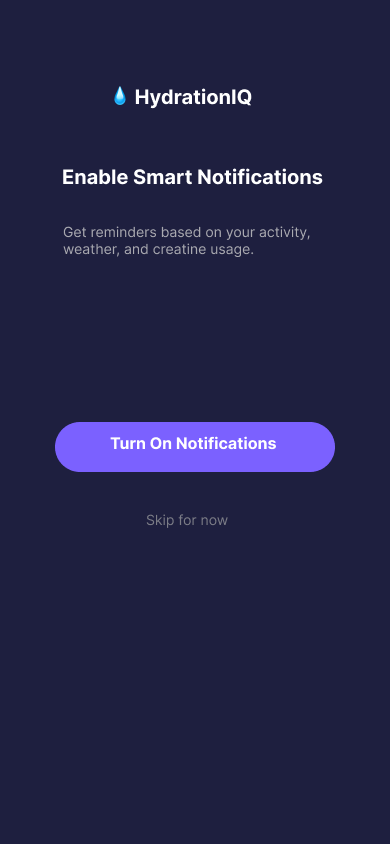 💧 HydrationIQ
Enable Smart Notifications
Get reminders based on your activity,
weather, and creatine usage.
Turn On Notifications
Skip for now